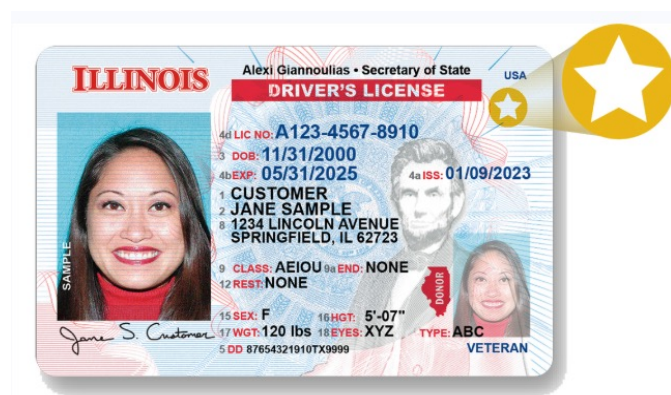 ILLINOIS
Alexi Giannoulias • Secretary of State
USA
DRIVER'S LICENSE
4d LIC NO: A123-4567-8910
3 DOB: 11/31/2000
4b EXP: 05/31/2025 4a ISS: 01/09/2023
1 CUSTOMER
2 JANE SAMPLE
8 1234 LINCOLN AVENUE
SPRINGFIELD, IL 62723
9 CLASS: AEIOU 9a END: NONE
12 REST: NONE
15 SEX: F 16 HGT: 5'-07"
17 WGT: 120 lbs 18 EYES: XYZ TYPE: ABC
5 DD 87654321910TX9999
VETERAN
DONOR
SAMPLE
Jane S. Customer